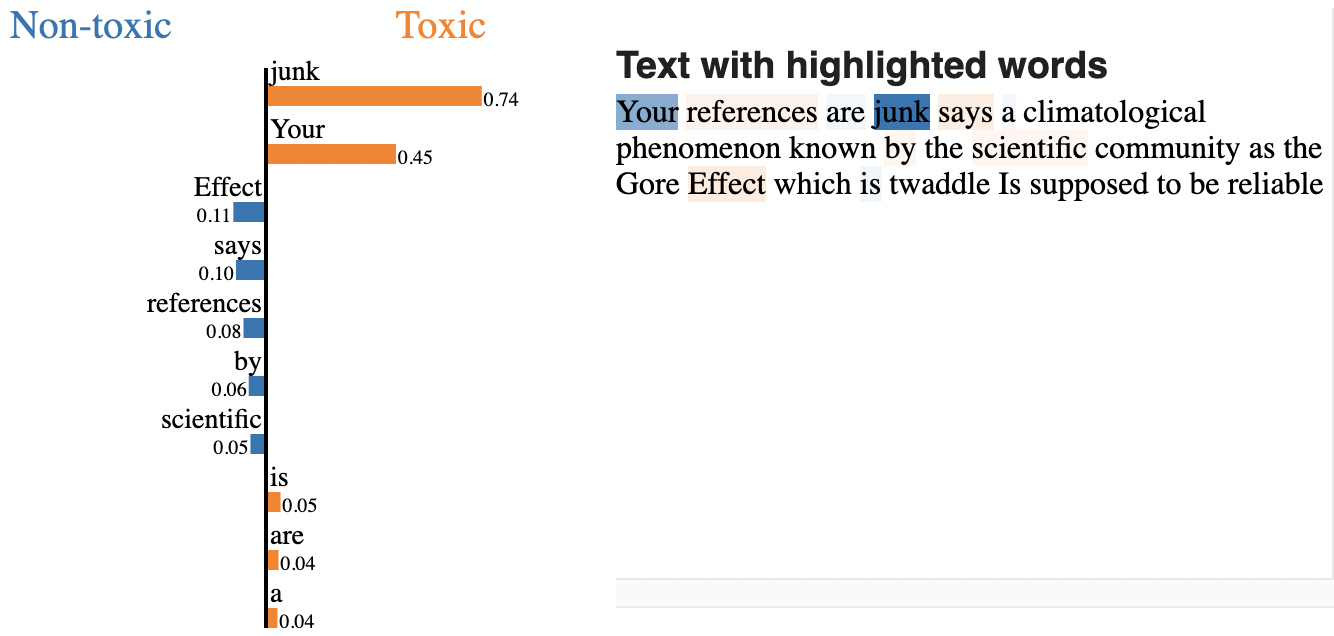 Non-toxic
Toxic
junk
0.74
Your
0.45
Effect
0.11
says
0.10
references
0.08
by
0.06
scientific
0.05
is
0.05
are
0.04
a
0.04
Text with highlighted words
Your references are junk says a climatological
phenomenon known by the scientific community as the
Gore Effect which is twaddle Is supposed to be reliable